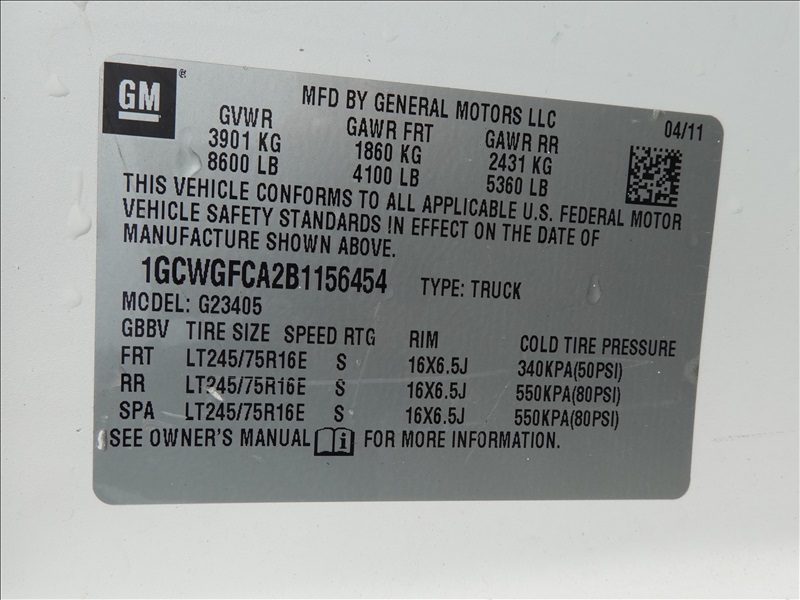 GM®
MFD BY GENERAL MOTORS LLC
04/11
GVWR GAWR FRT GAWR RR
3901 KG 1860 KG 2431 KG
8600 LB 4100 LB 5360 LB
THIS VEHICLE CONFORMS TO ALL APPLICABLE U.S. FEDERAL MOTOR
VEHICLE SAFETY STANDARDS IN EFFECT ON THE DATE OF
MANUFACTURE SHOWN ABOVE.
1GCWGFCA2B1156454 TYPE: TRUCK
MODEL: G23405
GBBV TIRE SIZE SPEED RTG RIM COLD TIRE PRESSURE
FRT LT245/75R16E S 16X6.5J 340KPA(50PSI)
RR LT245/75R16E S 16X6.5J 550KPA(80PSI)
SPA LT245/75R16E S 16X6.5J 550KPA(80PSI)
SEE OWNER'S MANUAL i FOR MORE INFORMATION.